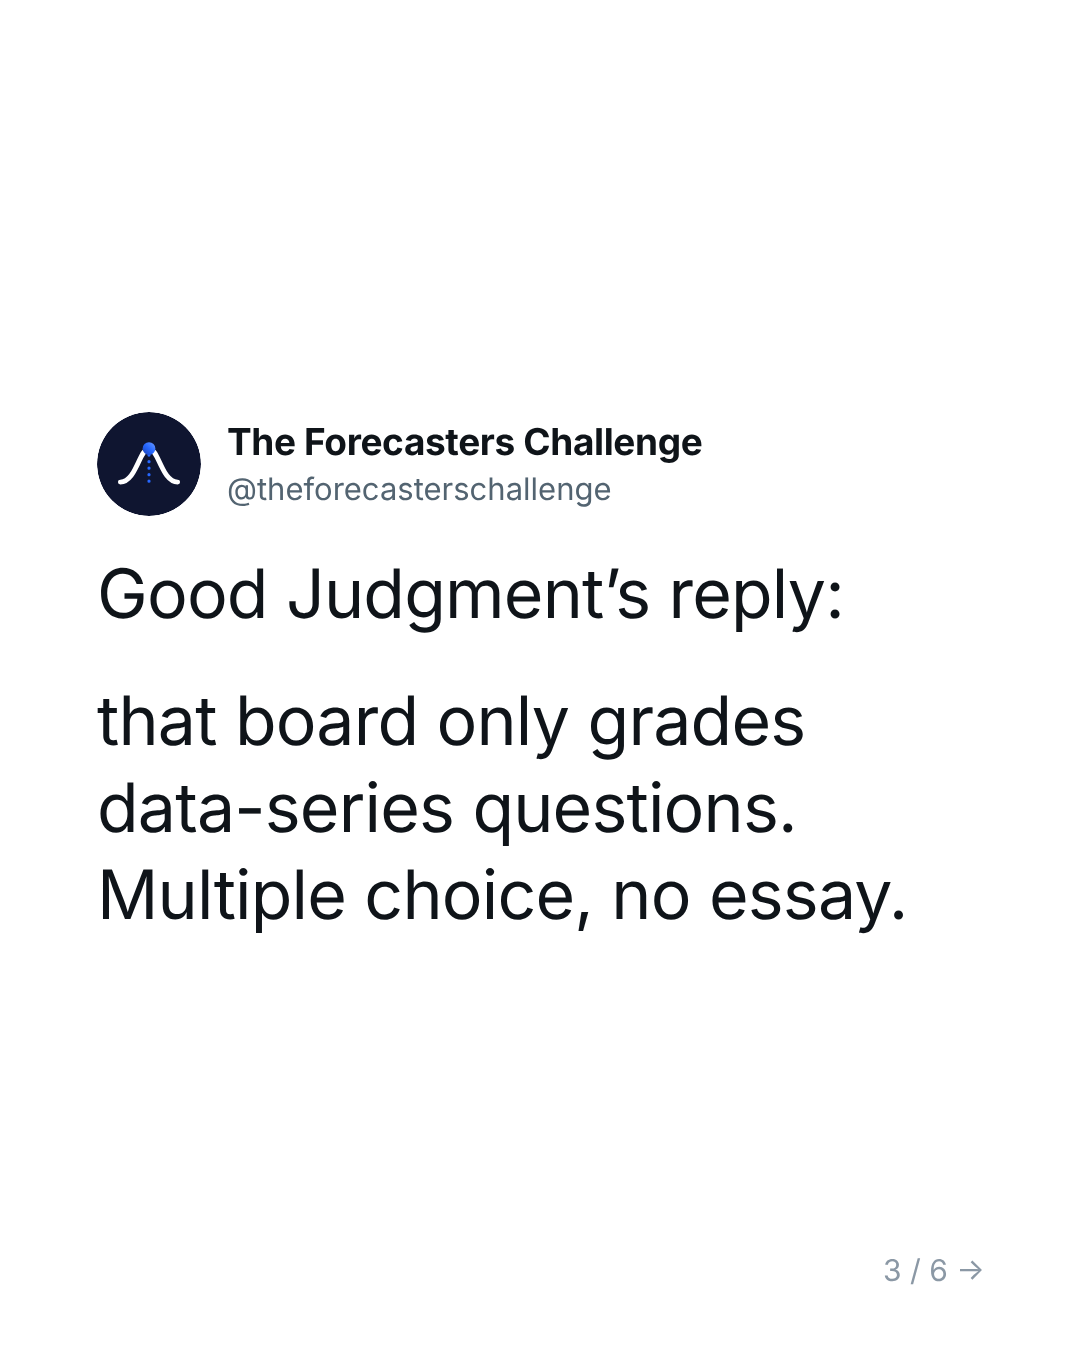 The Forecasters Challenge
@theforecasterschallenge
Good Judgment’s reply:
that board only grades
data-series questions.
Multiple choice, no essay.
3 / 6 →